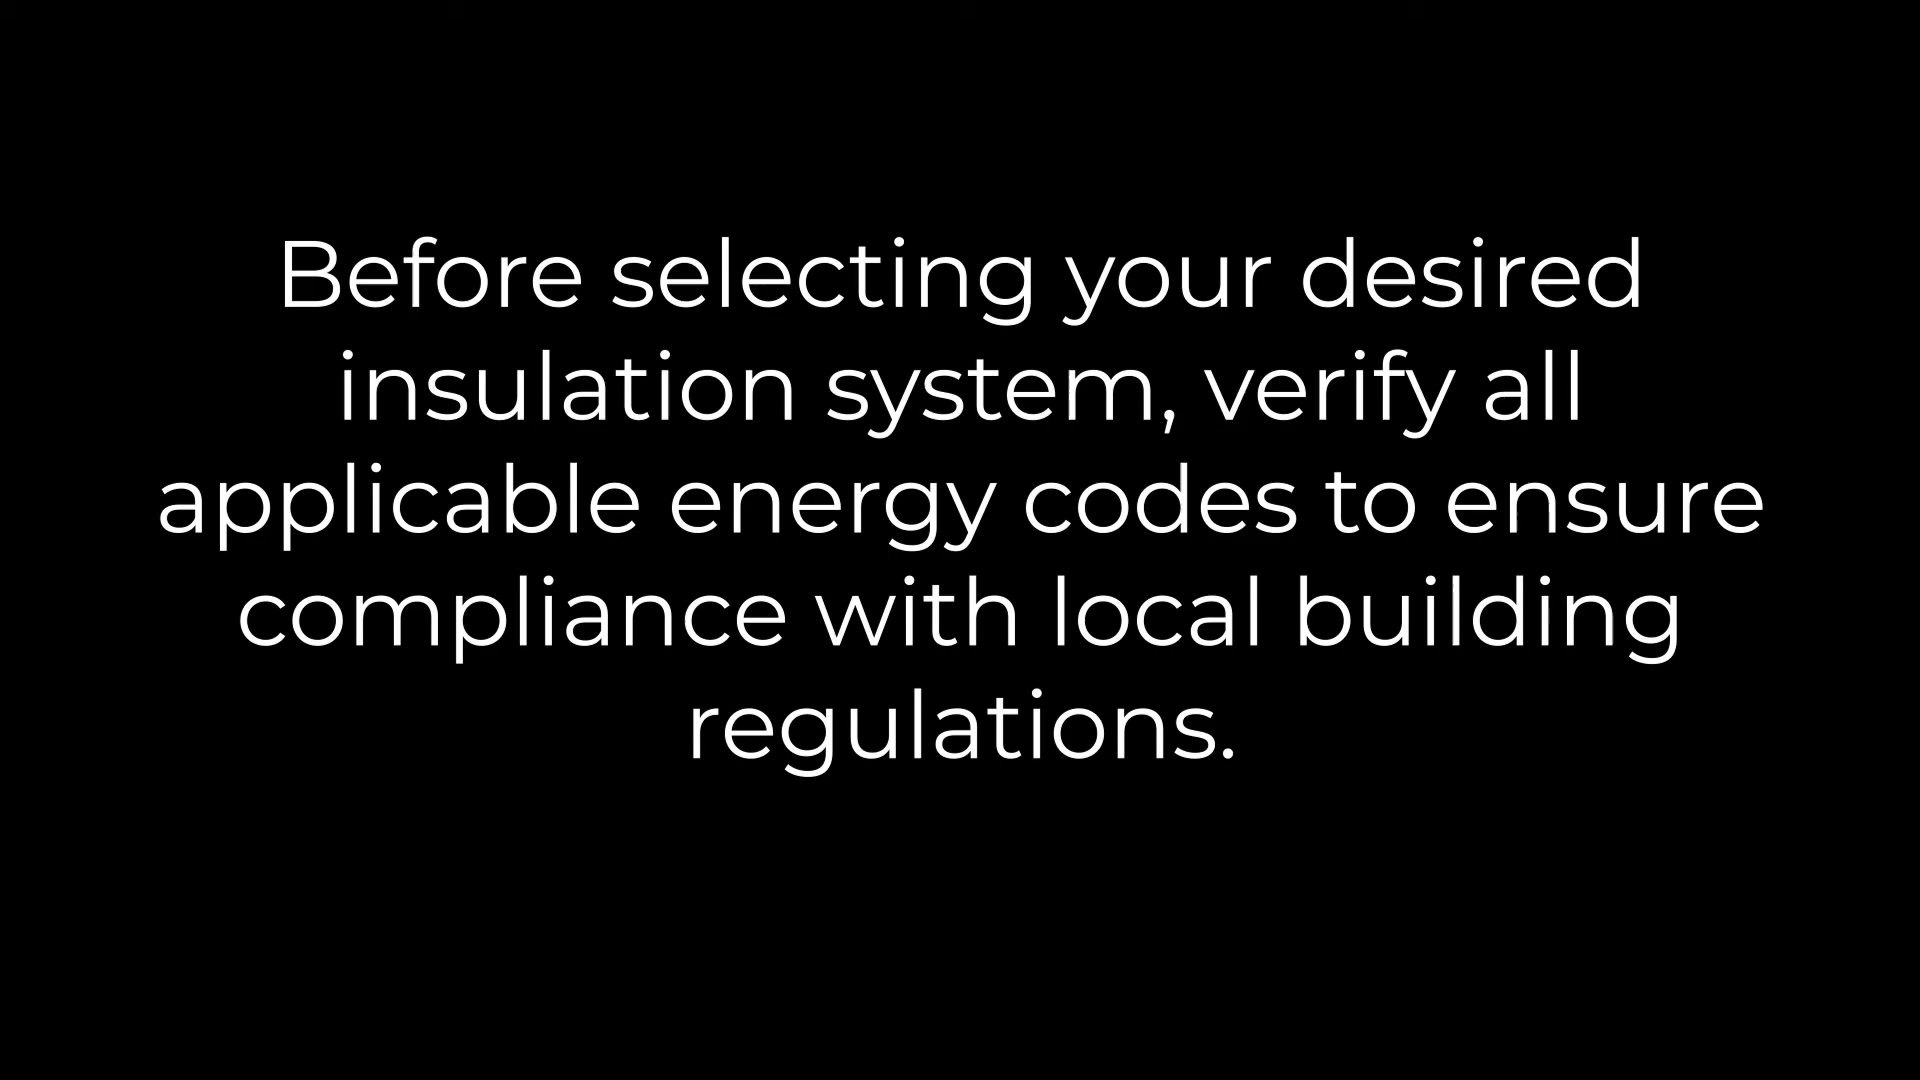 Before selecting your desired
insulation system, verify all
applicable energy codes to ensure
compliance with local building
regulations.